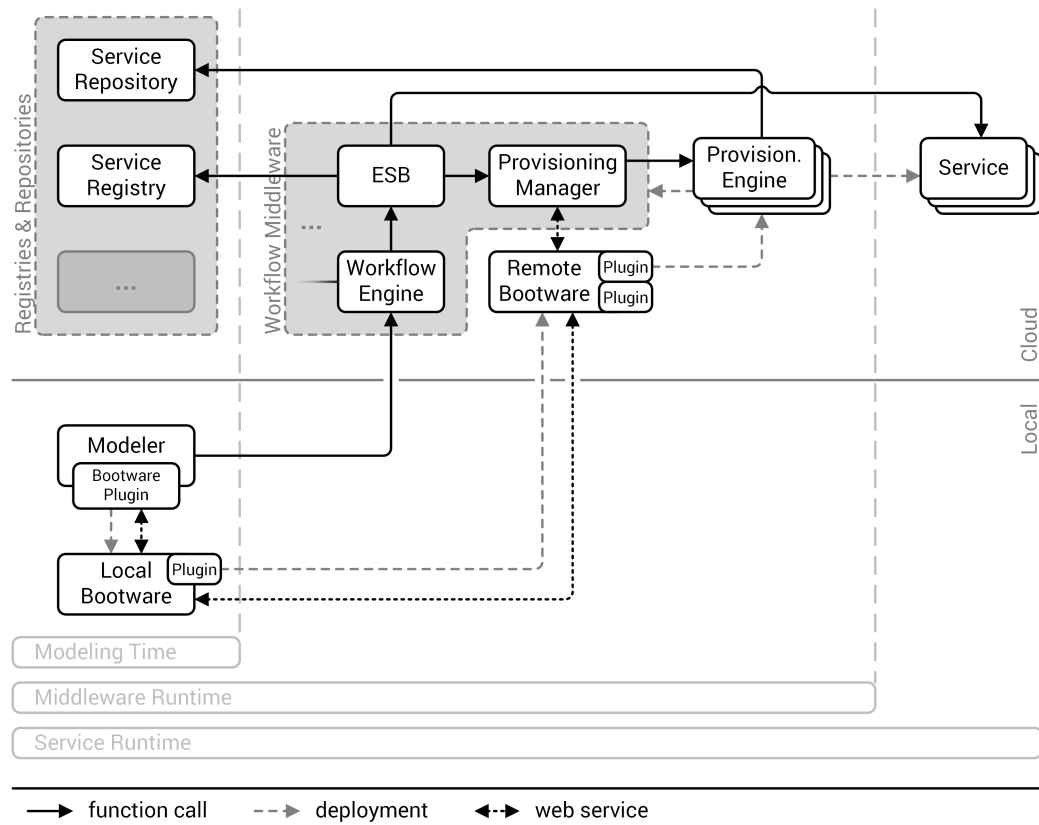 Registries & Repositories
Service
Repository
Service
Registry
...
Workflow Middleware
ESB
Provisioning
Manager
Provision.
Engine
Service
...
Workflow
Engine
Remote
Bootware
Plugin
Plugin
Cloud
Local
Modeler
Bootware
Plugin
Local
Bootware
Plugin
Modeling Time
Middleware Runtime
Service Runtime
function call
deployment
web service